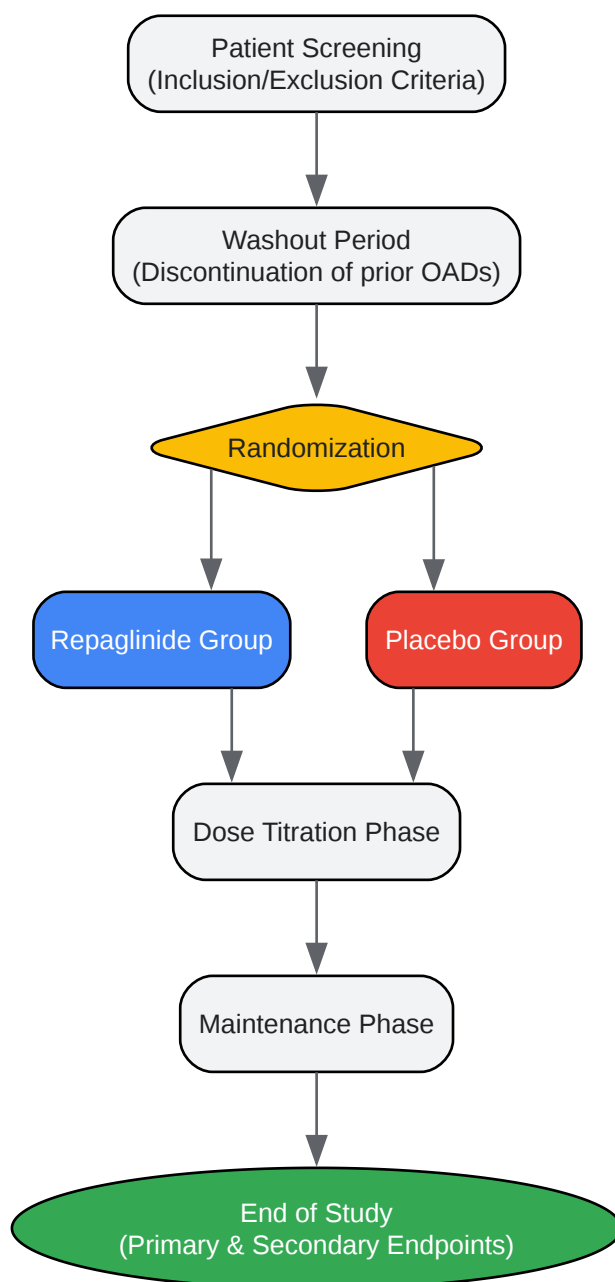 Patient Screening
(Inclusion/Exclusion Criteria)
Washout Period
(Discontinuation of prior OADs)
Randomization
Repaglinide Group
Placebo Group
Dose Titration Phase
Maintenance Phase
End of Study
(Primary & Secondary Endpoints)